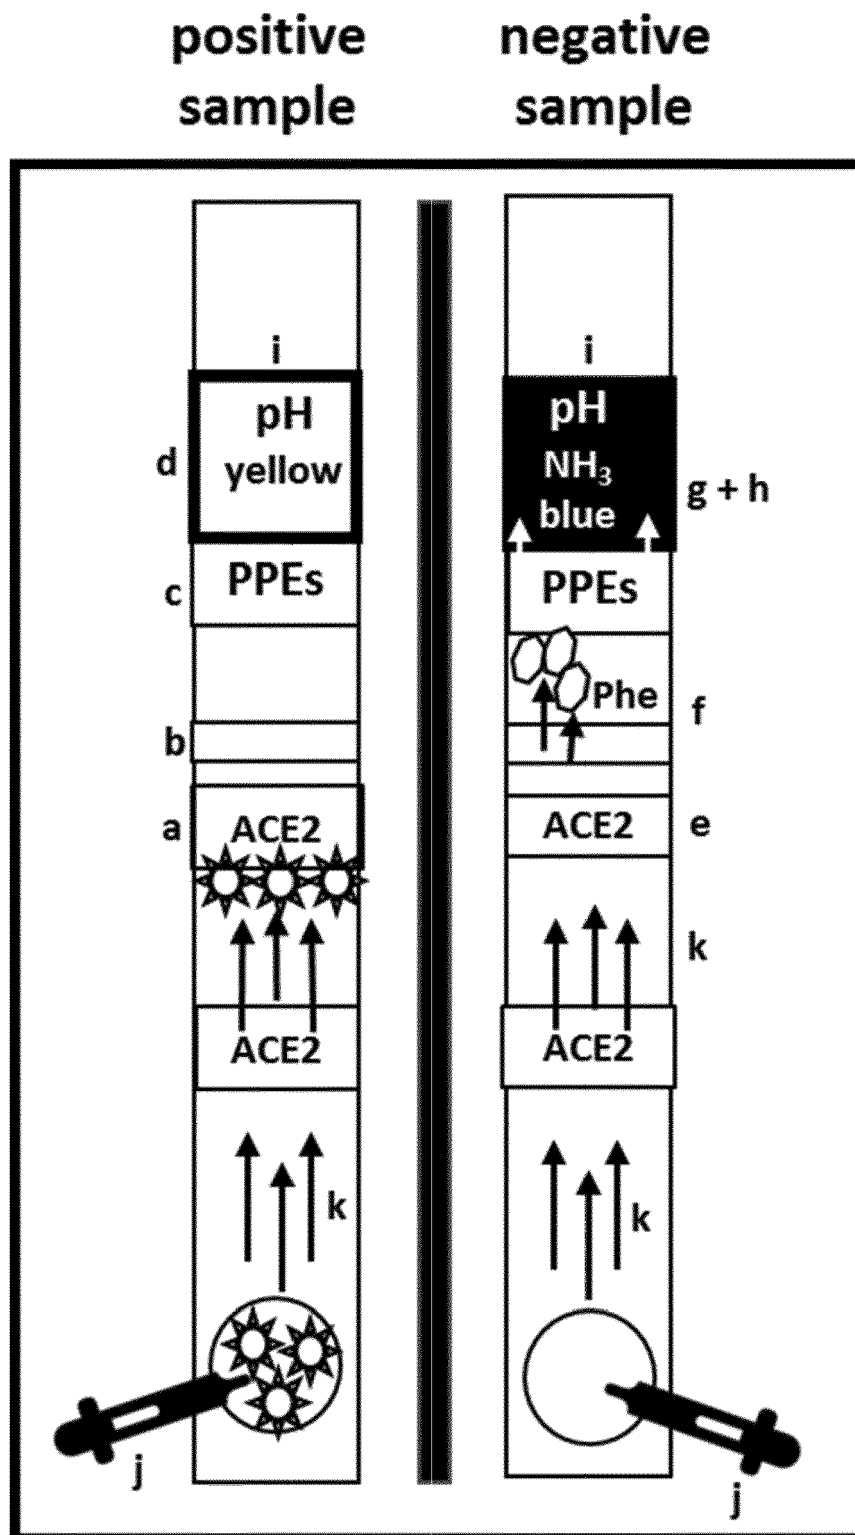 positive
sample
negative
sample
i
pH
yellow
d
PPEs
c
b
a
ACE2
ACE2
k
j
i
pH
NH₃
blue
g + h
PPEs
Phe
f
ACE2
e
k
ACE2
k
j